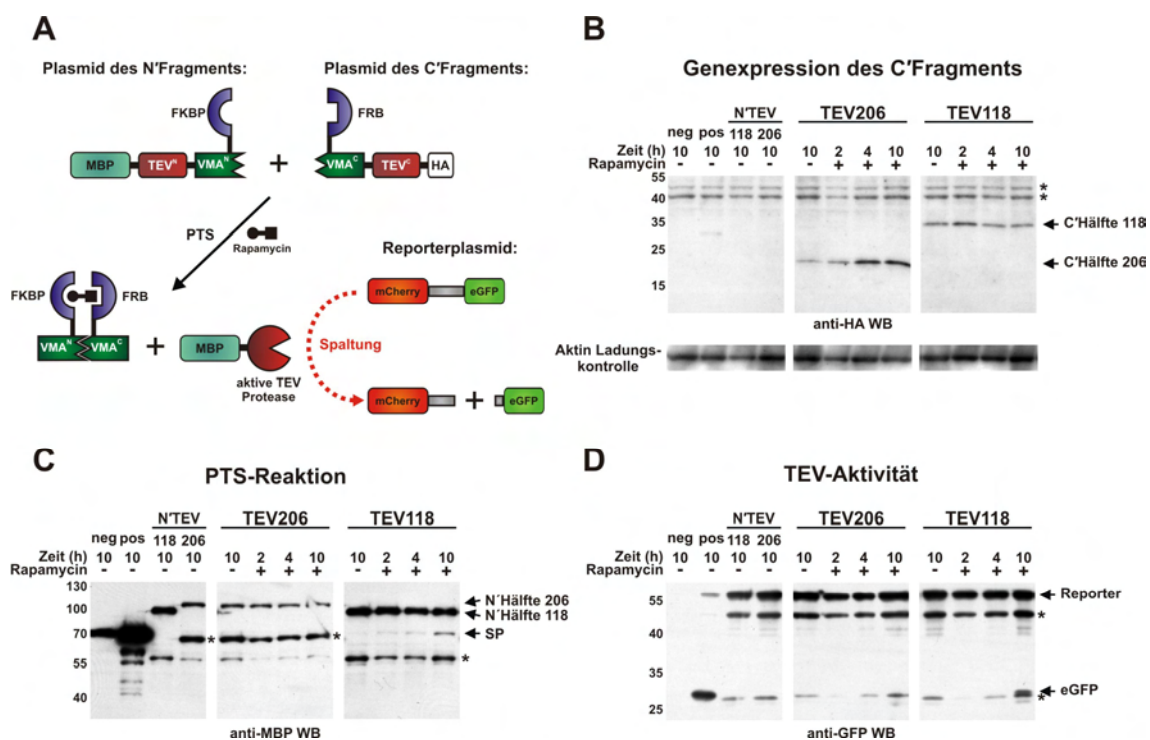 A
Plasmid des N'Fragments:
Plasmid des C'Fragments:
FKBP
FRB
MBP
TEV^N
VMA^N
+
VMA^C
TEV^C
HA
PTS
Rapamycin
Reporterplasmid:
FKBP
FRB
mCherry
eGFP
VMA^N
VMA^C
+
MBP
Spaltung
aktive TEV
Protease
mCherry
+
eGFP
B
Genexpression des C'Fragments
N'TEV
TEV206
TEV118
neg pos 118 206
Zeit (h) 10 10 10 10 10 2 4 10 10 2 4 10
Rapamycin - - - - - + + + - + + +
55
*
40
*
35
C'Hälfte 118
25
C'Hälfte 206
15
anti-HA WB
Aktin Ladungs-
kontrolle
C
PTS-Reaktion
N'TEV
TEV206
TEV118
neg pos 118 206
Zeit (h) 10 10 10 10 10 2 4 10 10 2 4 10
Rapamycin - - - - - + + + - + + +
130
N´Hälfte 206
100
N´Hälfte 118
70
* *
SP
55
*
40
anti-MBP WB
D
TEV-Aktivität
N'TEV
TEV206
TEV118
neg pos 118 206
Zeit (h) 10 10 10 10 10 2 4 10 10 2 4 10
Rapamycin - - - - - + + + - + + +
55
Reporter
*
40
35
eGFP
*
25
anti-GFP WB